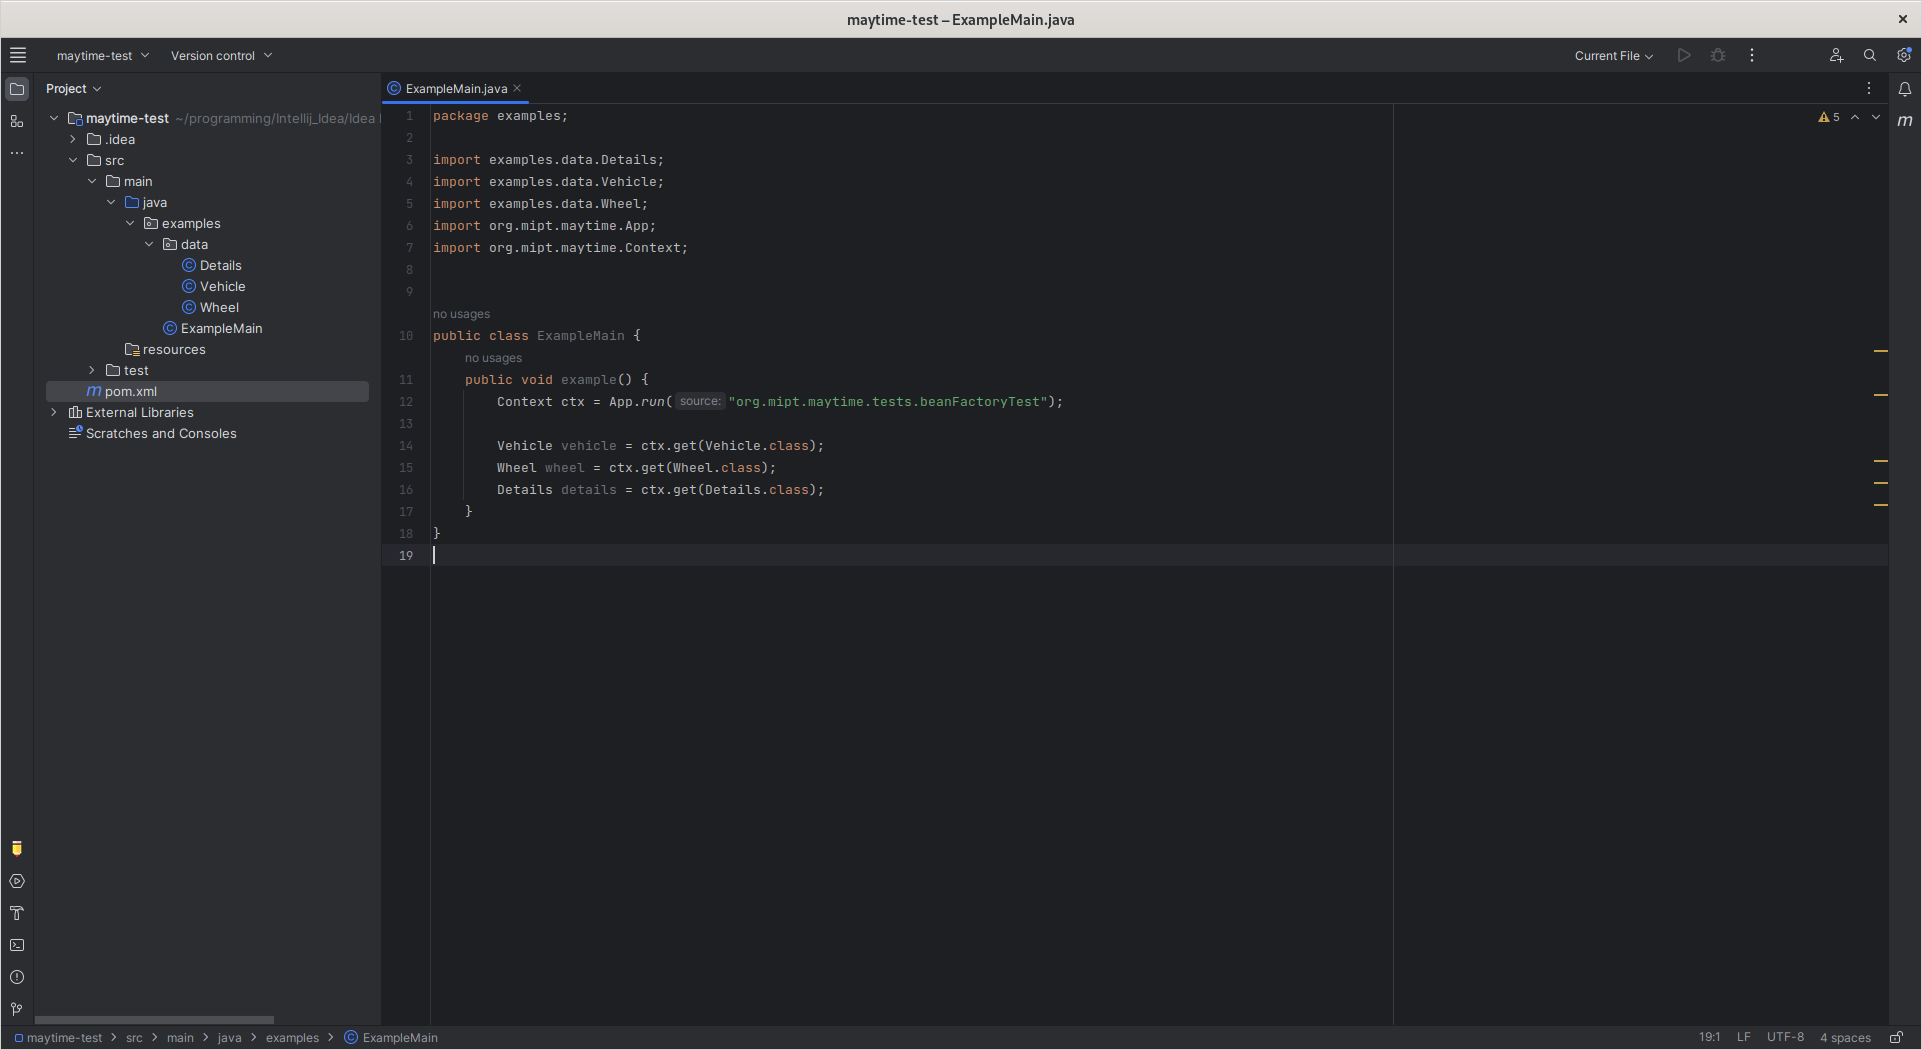 maytime-test – ExampleMain.java
maytime-test Version control Current File
Project
ExampleMain.java
maytime-test ~/programming/Intellij_Idea/Idea
.idea
src
main
java
examples
data
Details
Vehicle
Wheel
ExampleMain
resources
test
m pom.xml
External Libraries
Scratches and Consoles
5
m
1 package examples;
2
3 import examples.data.Details;
4 import examples.data.Vehicle;
5 import examples.data.Wheel;
6 import org.mipt.maytime.App;
7 import org.mipt.maytime.Context;
8
9
no usages
10 public class ExampleMain {
no usages
11 public void example() {
12 Context ctx = App.run( source: "org.mipt.maytime.tests.beanFactoryTest");
13
14 Vehicle vehicle = ctx.get(Vehicle.class);
15 Wheel wheel = ctx.get(Wheel.class);
16 Details details = ctx.get(Details.class);
17 }
18 }
19
maytime-test > src > main > java > examples > ExampleMain
19:1 LF UTF-8 4 spaces